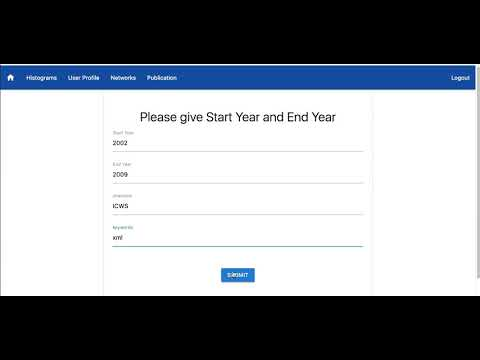 Histograms User Profile Networks Publication Logout
Please give Start Year and End Year
Start Year
2002
End Year
2009
ICWS
Keywords
xml
SUBMIT